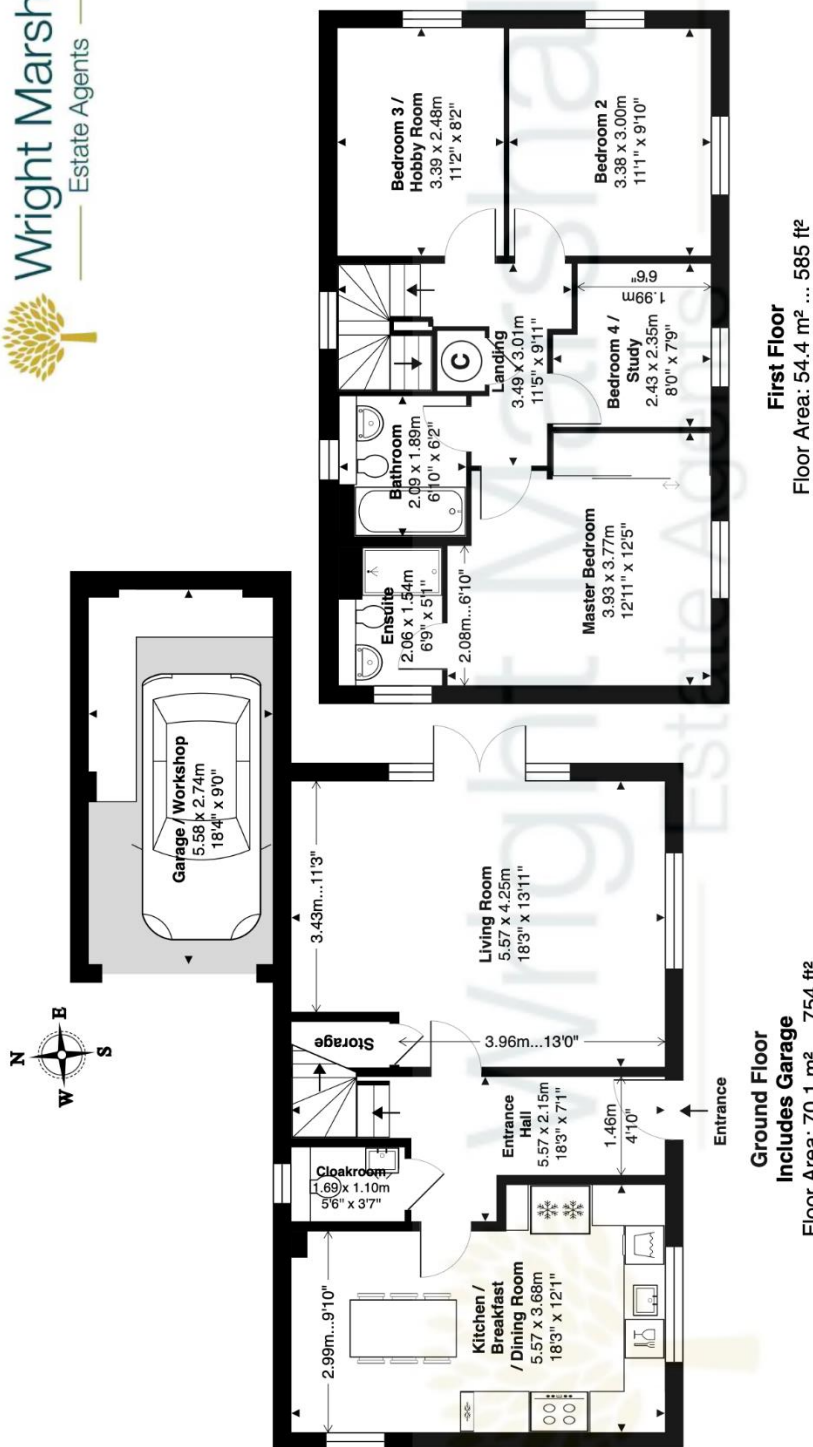 Wright Marsh
Estate Agents
N
E
S
W
Garage / Workshop
5.58 x 2.74m
18'4" x 9'0"
Kitchen /
Breakfast
/ Dining Room
5.57 x 3.68m
18'3" x 12'1"
2.99m...9'10"
Cloakroom
1.69 x 1.10m
5'6" x 3'7"
Entrance
Hall
5.57 x 2.15m
18'3" x 7'1"
1.46m
4'10"
Entrance
Storage
3.43m...11'3"
3.96m...13'0"
Living Room
5.57 x 4.25m
18'3" x 13'11"
Ground Floor
Includes Garage
Floor Area: 70.1 m² ... 754 ft²
Ensuite
2.06 x 1.54m
6'9" x 5'1"
2.08m...6'10"
Bathroom
2.09 x 1.89m
6'10" x 6'2"
C
Landing
3.49 x 3.01m
11'5" x 9'11"
Master Bedroom
3.93 x 3.77m
12'11" x 12'5"
Bedroom 4 /
Study
2.43 x 2.35m
8'0" x 7'9"
1.99m
6'6"
Bedroom 3 /
Hobby Room
3.39 x 2.48m
11'2" x 8'2"
Bedroom 2
3.38 x 3.00m
11'1" x 9'10"
First Floor
Floor Area: 54.4 m² ... 585 ft²
Wright Marshal
Estate Agents